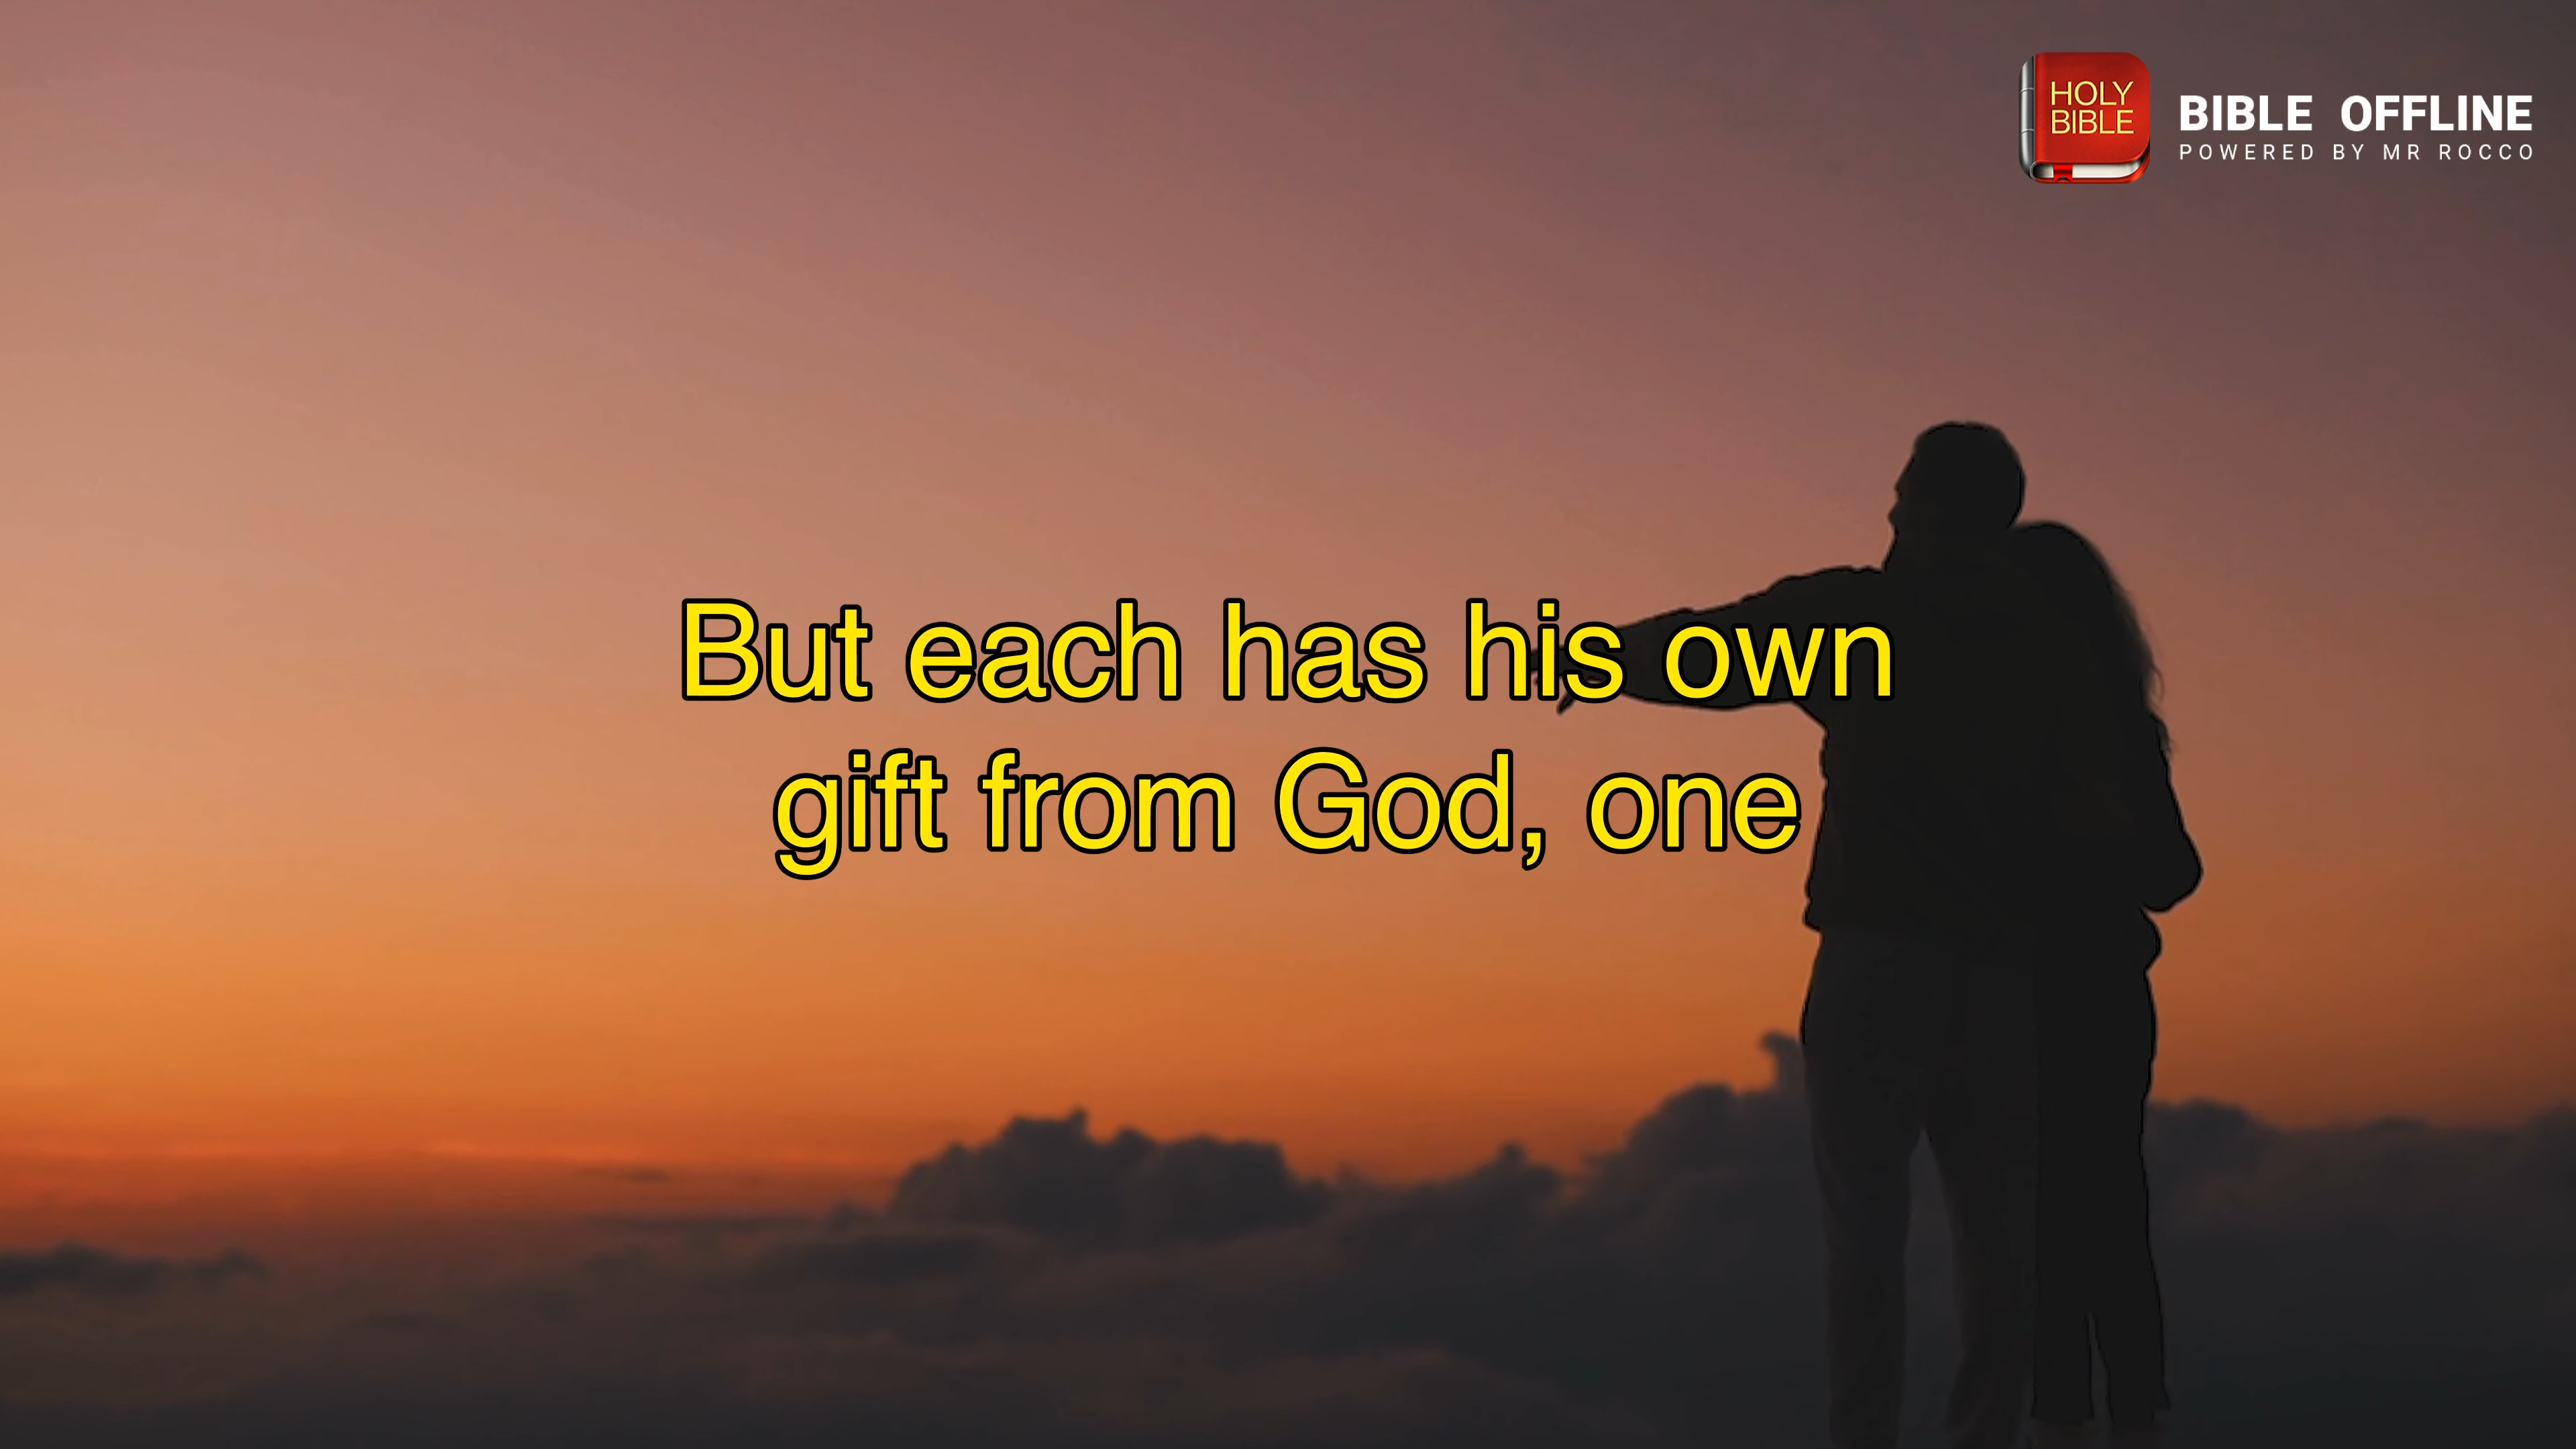 HOLY
BIBLE
BIBLE OFFLINE
POWERED BY MR ROCCO
But each has his own
gift from God, one